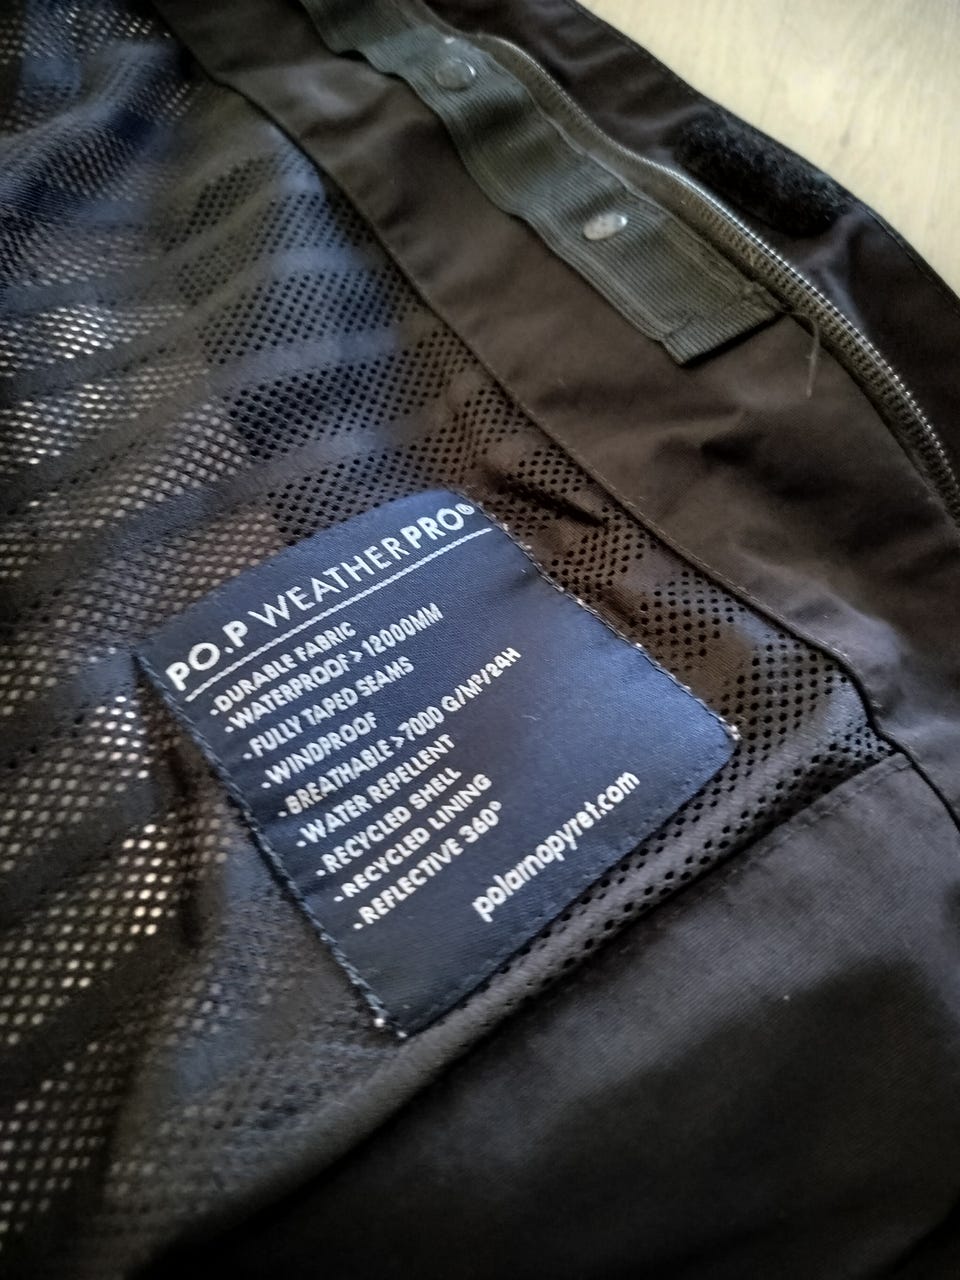 PO.P WEATHERPRO®
.DURABLE FABRIC
.WATERPROOF>12000MM
.FULLY TAPED SEAMS
.WINDPROOF
.BREATHABLE>7000 G/M²/24H
.WATER REPELLENT
.RECYCLED SHELL
.RECYCLED LINING
.REFLECTIVE 360°
polarnopyret.com